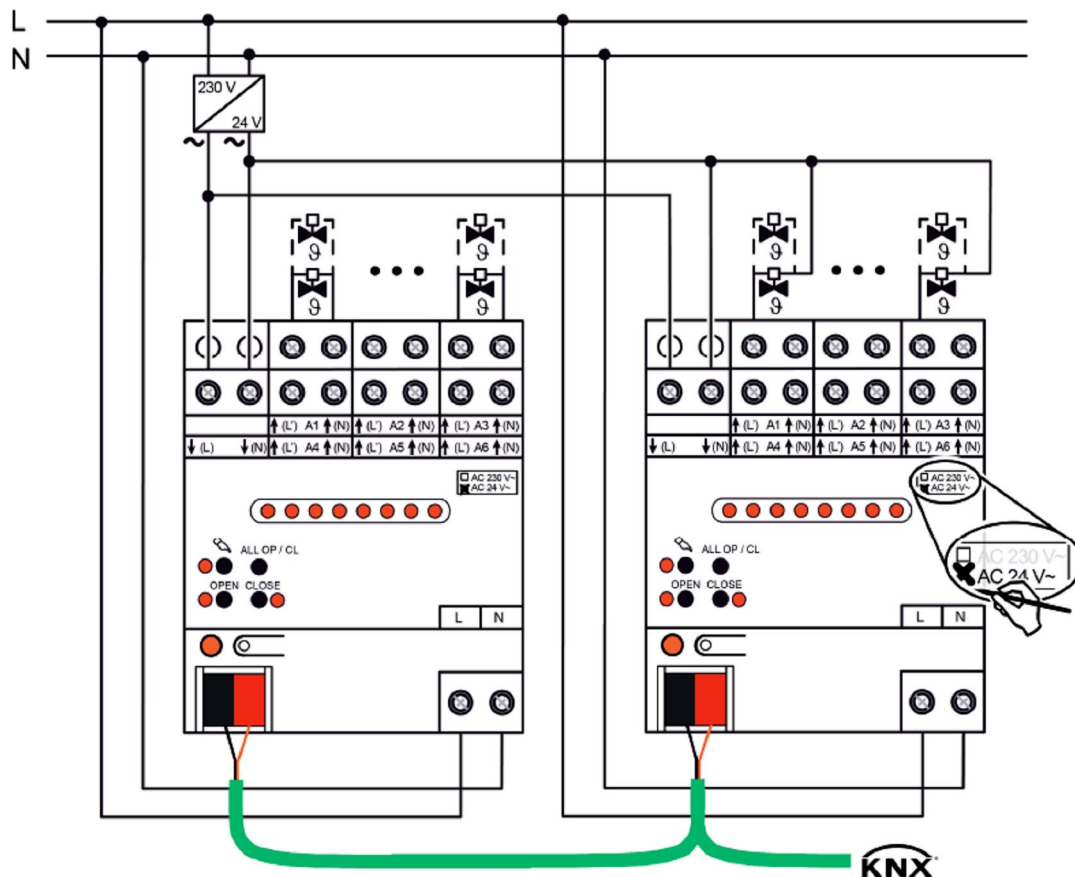 L
N
230 V
24 V
~ ~
ϑ ϑ
ϑ ϑ
ϑ ϑ
ϑ ϑ
(L') A1 (N) (L') A2 (N) (L') A3 (N)
(L) (N) (L') A4 (N) (L') A5 (N) (L') A6 (N)
AC 230 V~
AC 24 V~
ALL OP / CL
OPEN CLOSE
L N
(L') A1 (N) (L') A2 (N) (L') A3 (N)
(L) (N) (L') A4 (N) (L') A5 (N) (L') A6 (N)
AC 230 V~
AC 24 V~
AC 230 V~
AC 24 V~
ALL OP / CL
OPEN CLOSE
L N
KNX